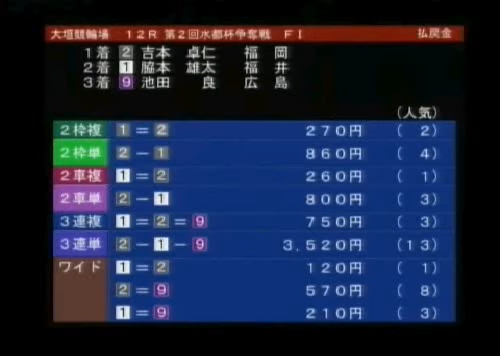 大垣競輪場　１２Ｒ 第２回水都杯争奪戦　ＦⅠ　払戻金
１着　２　吉本　卓仁　福　岡
２着　１　脇本　雄太　福　井
３着　９　池田　　良　広　島
（人気）
２枠複　１＝２　２７０円　（　２）
２枠単　２－１　８６０円　（　４）
２車複　１＝２　２６０円　（　１）
２車単　２－１　８００円　（　３）
３連複　１＝２＝９　７５０円　（　３）
３連単　２－１－９　３,５２０円　（１３）
ワイド　１＝２　１２０円　（　１）
２＝９　５７０円　（　８）
１＝９　２１０円　（　３）